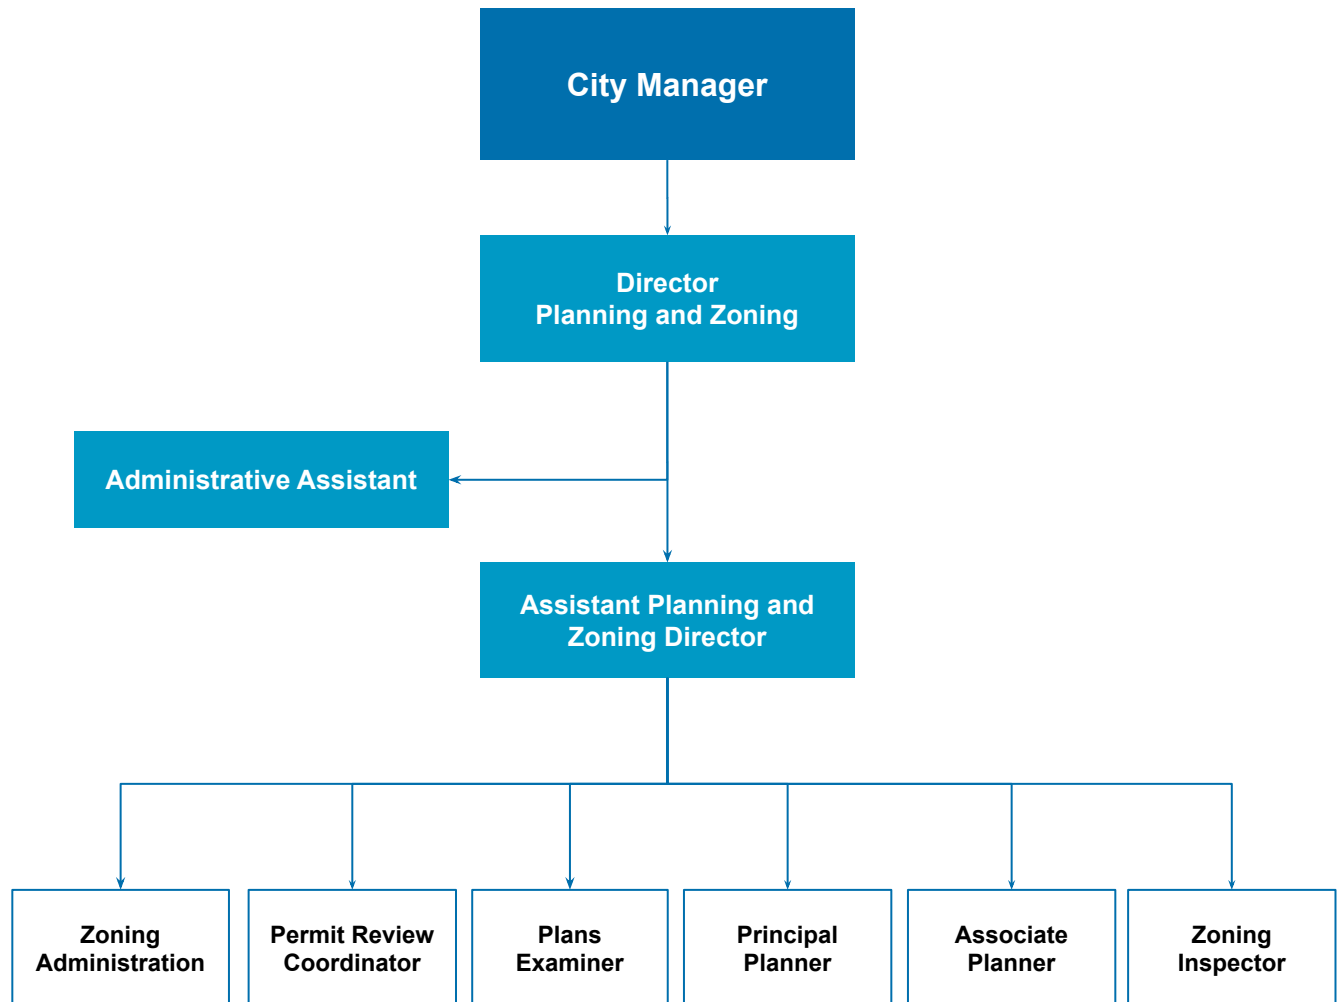 City Manager
Director
Planning and Zoning
Administrative Assistant
Assistant Planning and
Zoning Director
Zoning
Administration
Permit Review
Coordinator
Plans
Examiner
Principal
Planner
Associate
Planner
Zoning
Inspector